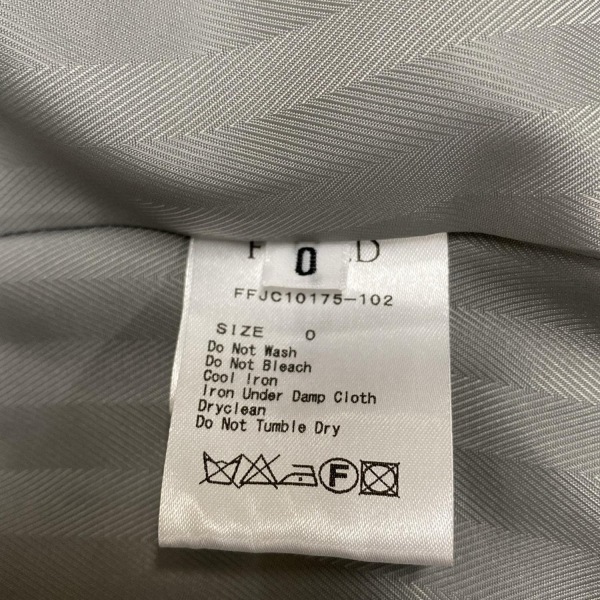 0
FFJC10175-102
SIZE 0
Do Not Wash
Do Not Bleach
Cool Iron
Iron Under Damp Cloth
Dryclean
Do Not Tumble Dry
F